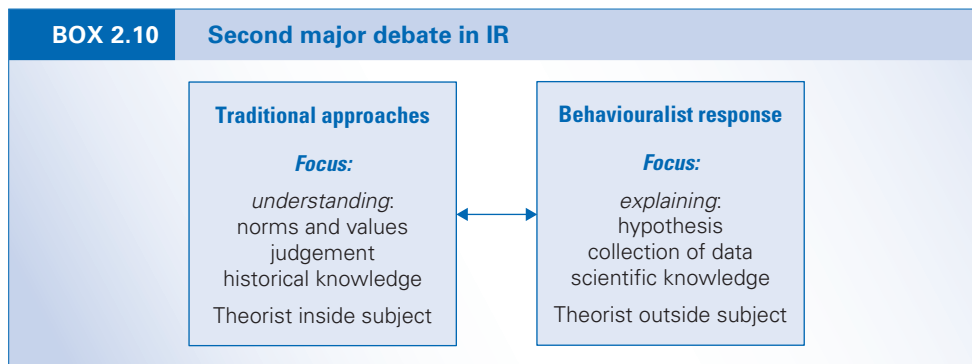 BOX 2.10 Second major debate in IR
Traditional approaches
Focus:
understanding:
norms and values
judgement
historical knowledge
Theorist inside subject
Behaviouralist response
Focus:
explaining:
hypothesis
collection of data
scientific knowledge
Theorist outside subject